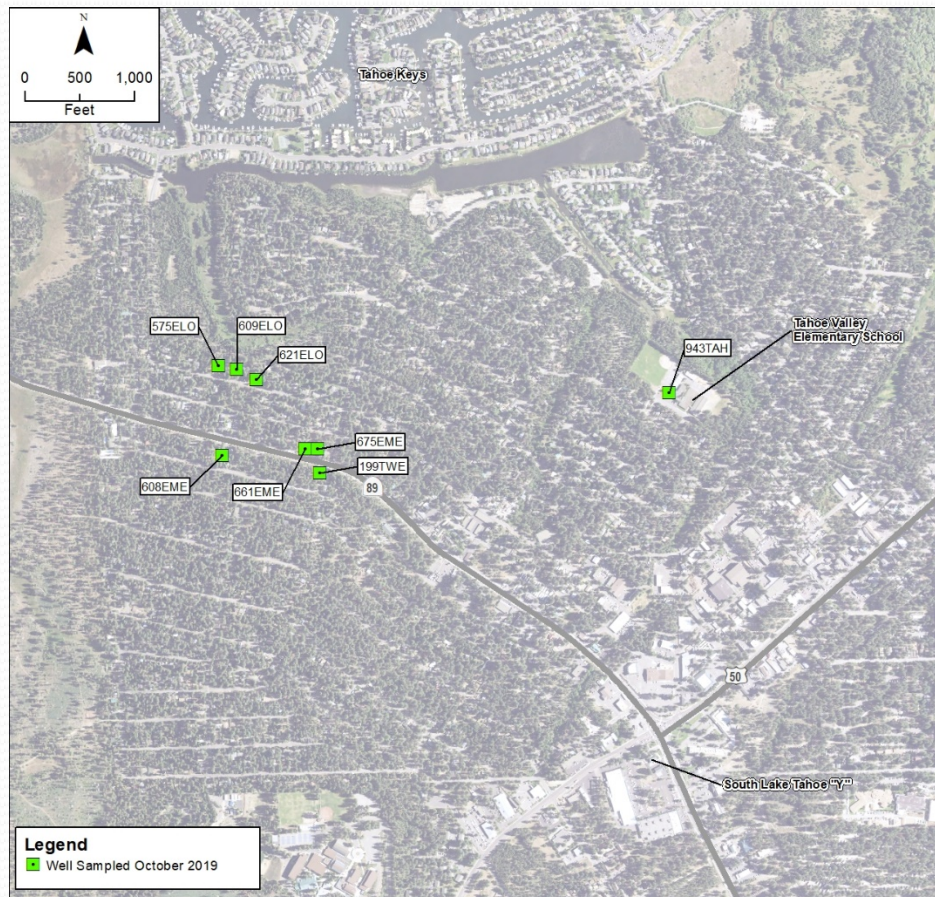 N
0 500 1,000
Feet
Tahoe Keys
Tahoe Valley
Elementary School
575ELO
609ELO
621ELO
943TAH
675EME
608EME
661EME
199TWE
89
50
South Lake Tahoe "Y"
Legend
Well Sampled October 2019